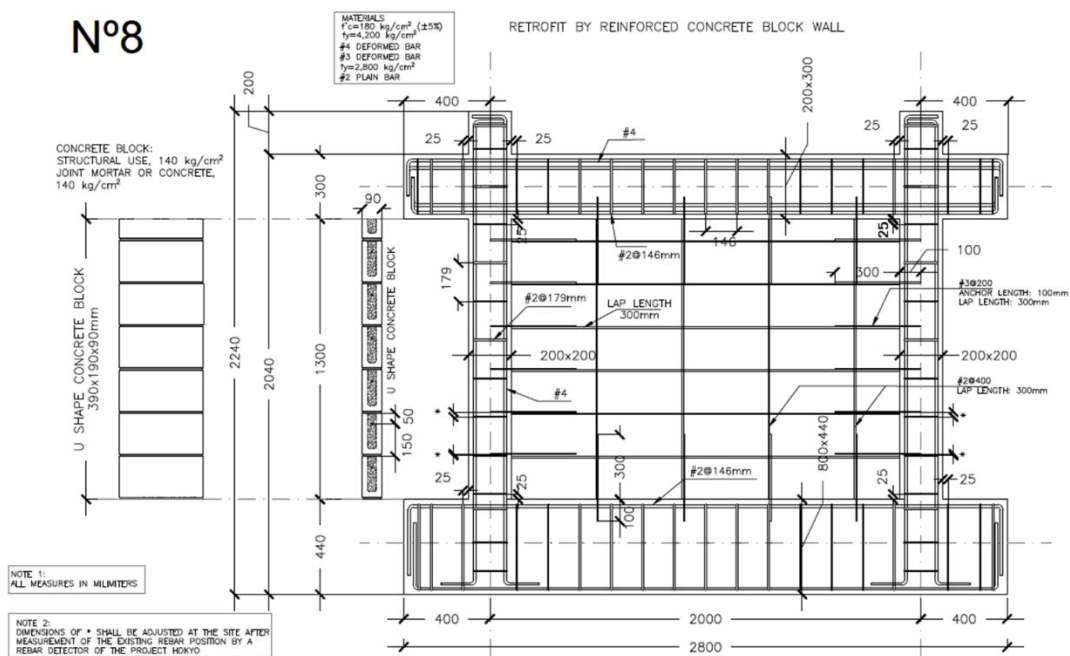 Nº8
MATERIALS
f'c=180 kg/cm² (±5%)
fy=4,200 kg/cm²
#4 DEFORMED BAR
#3 DEFORMED BAR
fy=2,800 kg/cm²
#2 PLAIN BAR
RETROFIT BY REINFORCED CONCRETE BLOCK WALL
CONCRETE BLOCK:
STRUCTURAL USE, 140 kg/cm²
JOINT MORTAR OR CONCRETE,
140 kg/cm²
200
400
400
200x300
25
25
25
25
#4
300
90
25
25
146
#2@146mm
100
300
179
#3@200
ANCHOR LENGTH: 100mm
LAP LENGTH: 300mm
#2@179mm
LAP LENGTH
300mm
U SHAPE CONCRETE BLOCK
390x190x90mm
2240
2040
1300
U SHAPE CONCRETE BLOCK
200x200
200x200
#4
#2@400
LAP LENGTH: 300mm
* 
*
50
150
*
*
300
800x440
#2@146mm
25
25
25
25
100
440
NOTE 1:
ALL MEASURES IN MILIMITERS
400
2000
400
2800
NOTE 2:
DIMENSIONS OF * SHALL BE ADJUSTED AT THE SITE AFTER
MEASUREMENT OF THE EXISTING REBAR POSITION BY A
REBAR DETECTOR OF THE PROJECT HOKYO